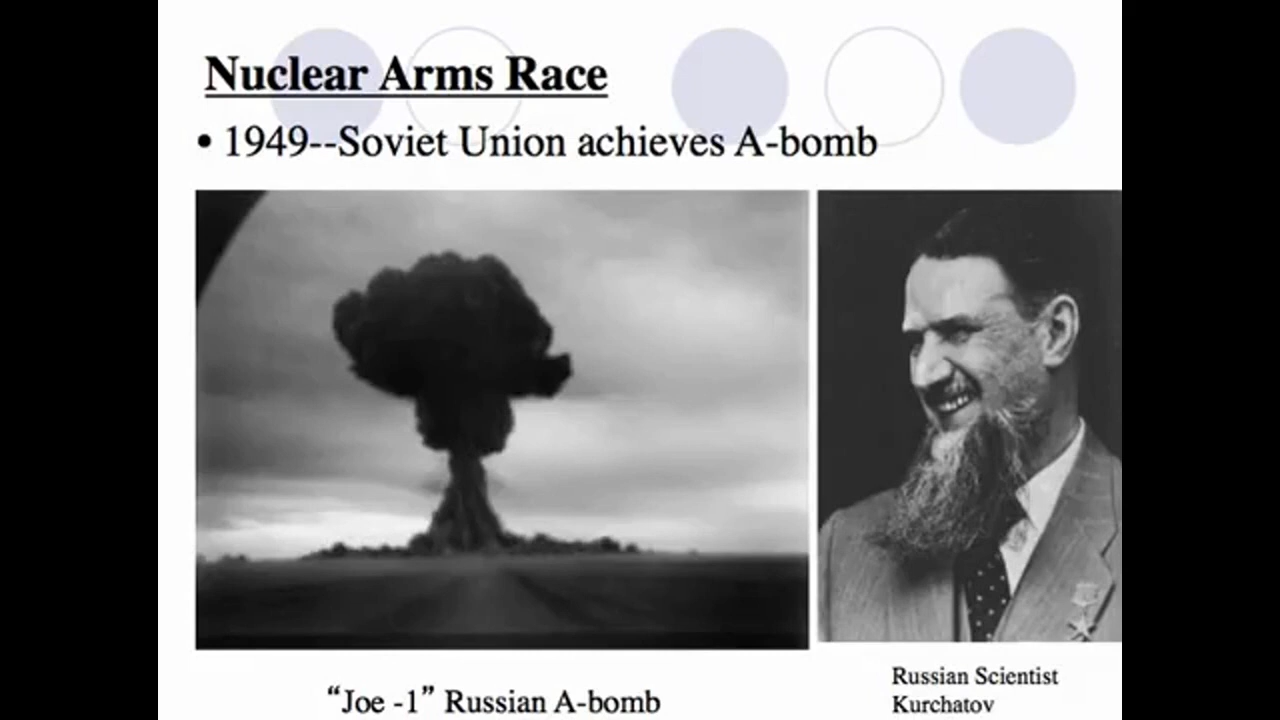 Nuclear Arms Race
• 1949--Soviet Union achieves A-bomb
“Joe -1” Russian A-bomb
Russian Scientist
Kurchatov